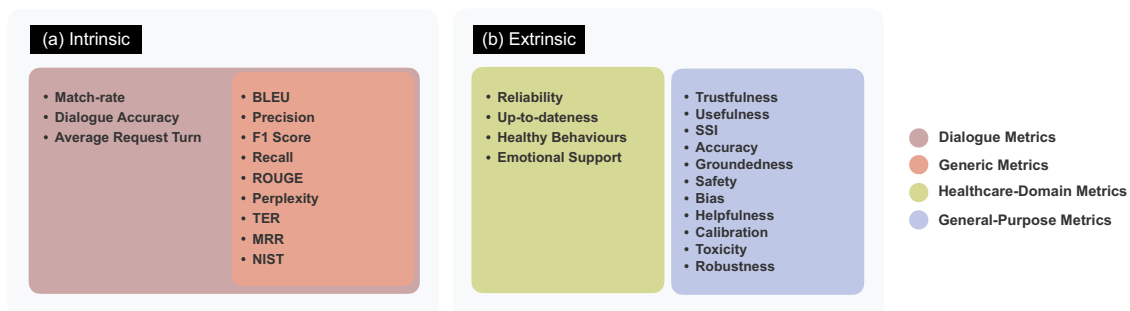 (a) Intrinsic
• Match-rate
• Dialogue Accuracy
• Average Request Turn
• BLEU
• Precision
• F1 Score
• Recall
• ROUGE
• Perplexity
• TER
• MRR
• NIST
(b) Extrinsic
• Reliability
• Up-to-dateness
• Healthy Behaviours
• Emotional Support
• Trustfulness
• Usefulness
• SSI
• Accuracy
• Groundedness
• Safety
• Bias
• Helpfulness
• Calibration
• Toxicity
• Robustness
Dialogue Metrics
Generic Metrics
Healthcare-Domain Metrics
General-Purpose Metrics